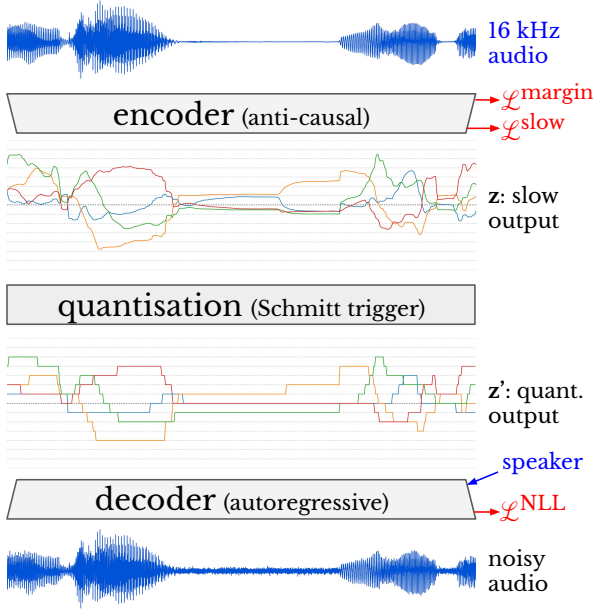 16 kHz
audio
encoder (anti-causal)
ℒmargin
ℒslow
z: slow
output
quantisation (Schmitt trigger)
z’: quant.
output
speaker
decoder (autoregressive)
ℒNLL
noisy
audio